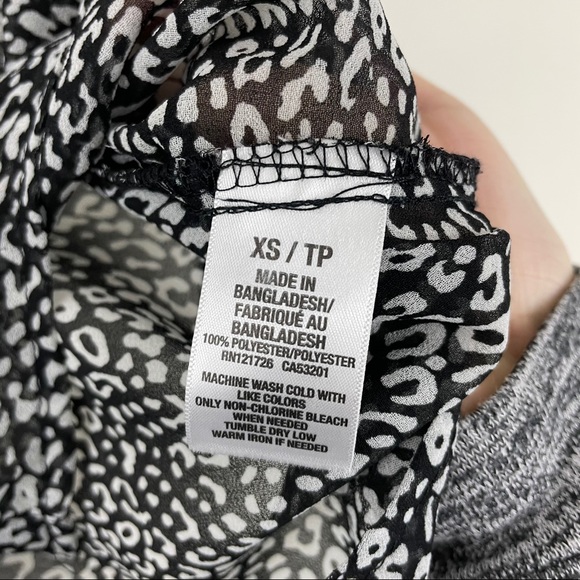 XS / TP
MADE IN
BANGLADESH/
FABRIQUÉ AU
BANGLADESH
100% POLYESTER/POLYESTER
RN121726 CA53201
MACHINE WASH COLD WITH
LIKE COLORS
ONLY NON-CHLORINE BLEACH
WHEN NEEDED
TUMBLE DRY LOW
WARM IRON IF NEEDED